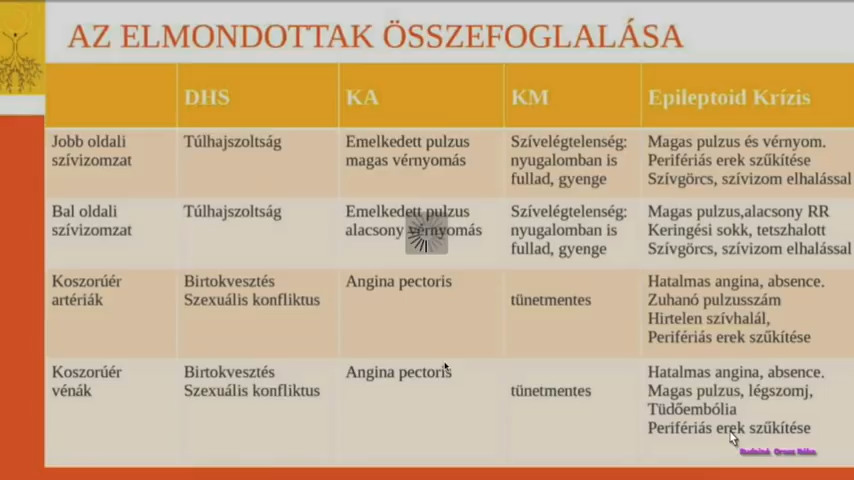 AZ ELMONDOTTAK ÖSSZEFOGLALÁSA
DHS KA KM Epileptoid Krízis
Jobb oldali szívizomzat
Túlhajszoltság
Emelkedett pulzus
magas vérnyomás
Szívelégtelenség:
nyugalomban is
fullad, gyenge
Magas pulzus és vérnyom.
Perifériás erek szűkítése
Szívgörcs, szívizom elhalással
Bal oldali
szívizomzat
Túlhajszoltság
Emelkedett pulzus
alacsony vérnyomás
Szívelégtelenség:
nyugalomban is
fullad, gyenge
Magas pulzus,alacsony RR
Keringési sokk, tetszhalott
Szívgörcs, szívizom elhalással
Koszorúér
artériák
Birtokvesztés
Szexuális konfliktus
Angina pectoris
tünetmentes
Hatalmas angina, absence.
Zuhanó pulzusszám
Hirtelen szívhalál,
Perifériás erek szűkítése
Koszorúér
vénák
Birtokvesztés
Szexuális konfliktus
Angina pectoris
tünetmentes
Hatalmas angina, absence.
Magas pulzus, légszomj,
Tüdőembólia
Perifériás erek szűkítése